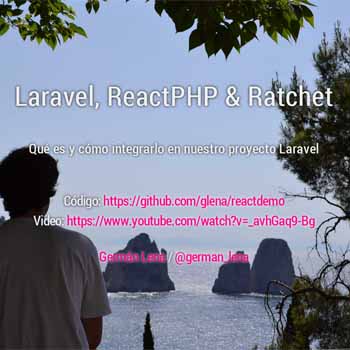 Laravel, ReactPHP & Ratchet
Qué es y cómo integrarlo en nuestro proyecto Laravel
Código: https://github.com/glena/reactdemo
Video: https://www.youtube.com/watch?v=_avhGaq9-Bg
Germán Lena / @german_lena